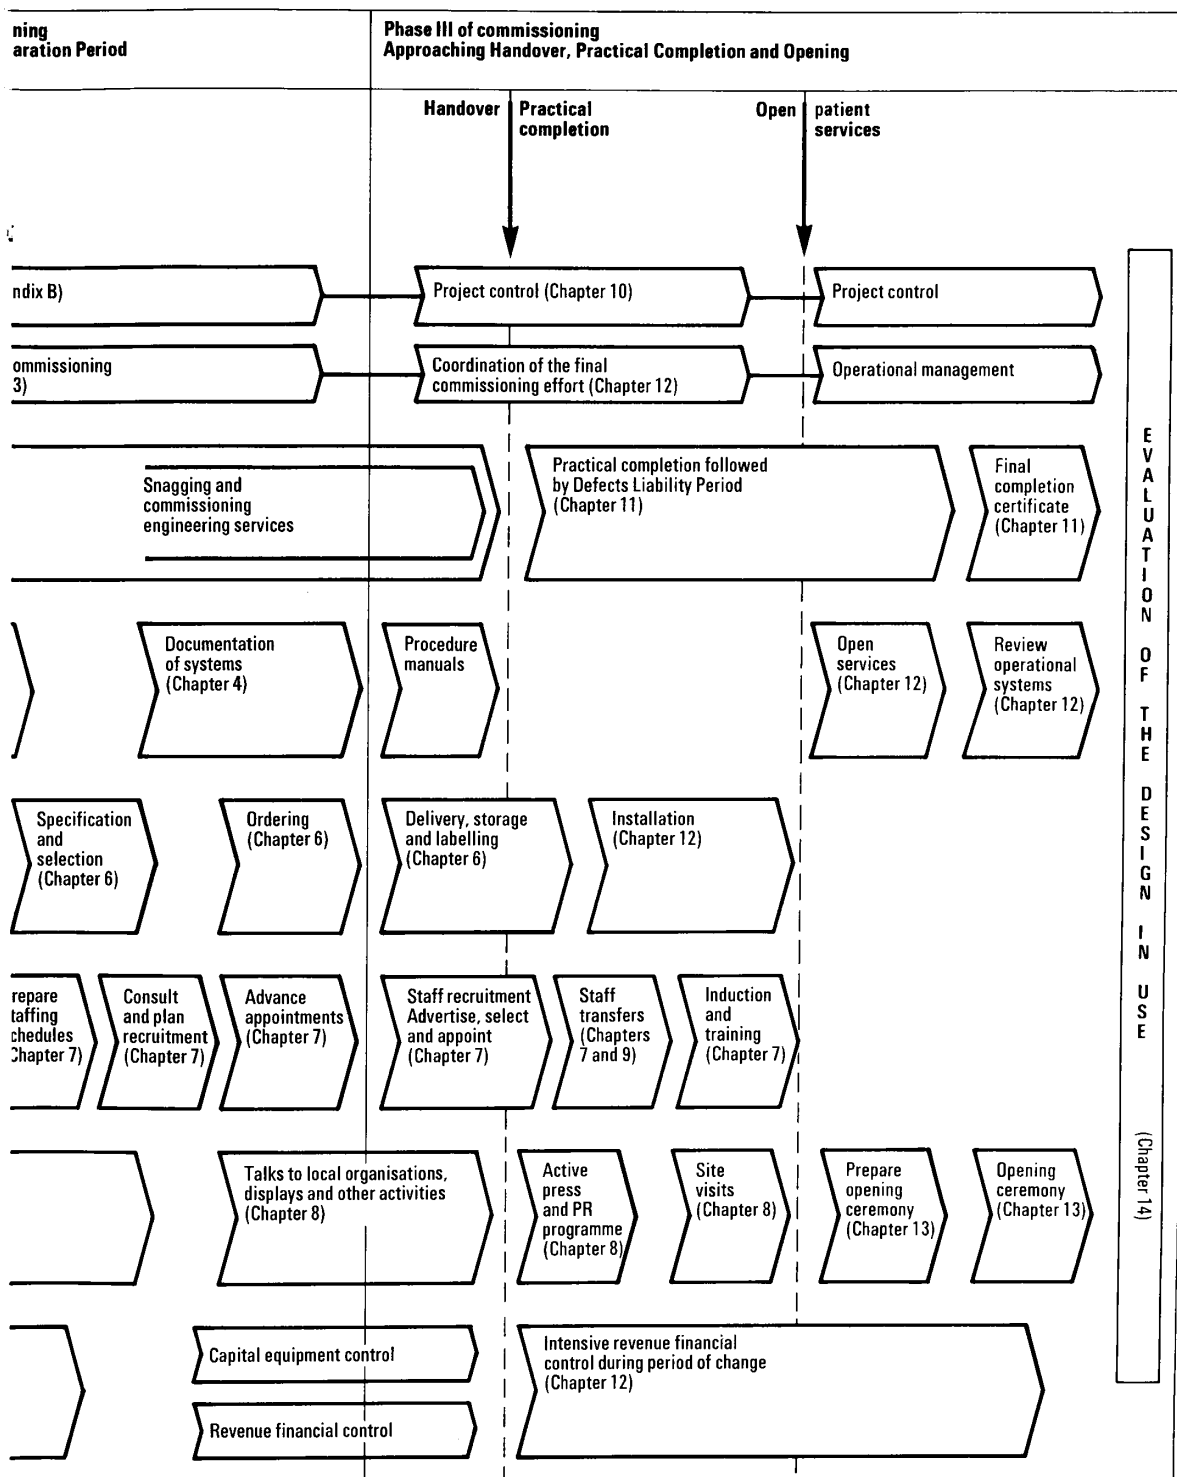 ning
aration Period
Phase III of commissioning
Approaching Handover, Practical Completion and Opening
Handover
Practical
completion
Open
patient
services
ndix B)
Project control (Chapter 10)
Project control
ommissioning
3)
Coordination of the final
commissioning effort (Chapter 12)
Operational management
Snagging and
commissioning
engineering services
Practical completion followed
by Defects Liability Period
(Chapter 11)
Final
completion
certificate
(Chapter 11)
Documentation
of systems
(Chapter 4)
Procedure
manuals
Open
services
(Chapter 12)
Review
operational
systems
(Chapter 12)
Specification
and
selection
(Chapter 6)
Ordering
(Chapter 6)
Delivery, storage
and labelling
(Chapter 6)
Installation
(Chapter 12)
repare
taffing
chedules
Chapter 7)
Consult
and plan
recruitment
(Chapter 7)
Advance
appointments
(Chapter 7)
Staff recruitment
Advertise, select
and appoint
(Chapter 7)
Staff
transfers
(Chapters
7 and 9)
Induction
and
training
(Chapter 7)
Talks to local organisations,
displays and other activities
(Chapter 8)
Active
press
and PR
programme
(Chapter 8)
Site
visits
(Chapter 8)
Prepare
opening
ceremony
(Chapter 13)
Opening
ceremony
(Chapter 13)
Capital equipment control
Revenue financial control
Intensive revenue financial
control during period of change
(Chapter 12)
EVALUATION OF THE DESIGN IN USE
(Chapter 14)